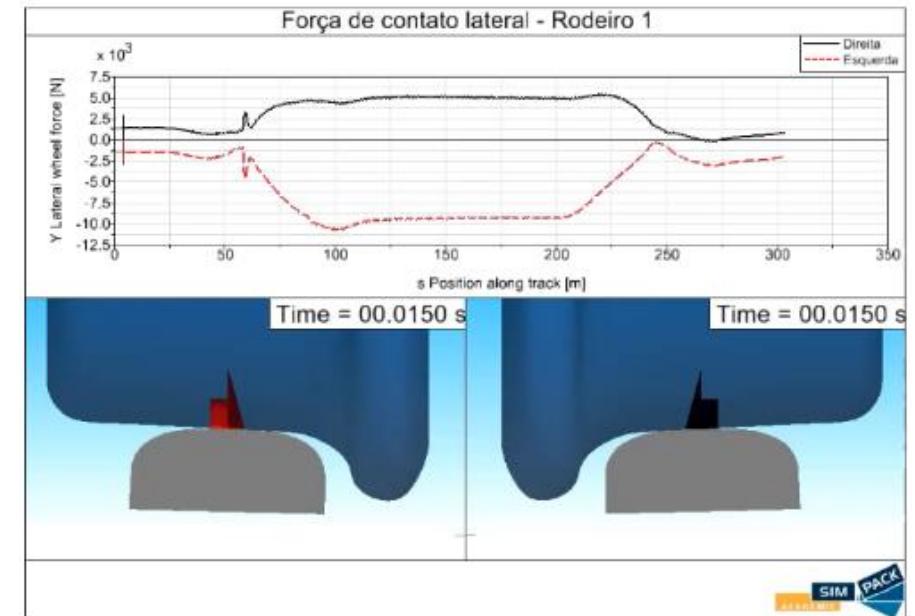 Força de contato lateral - Rodeiro 1
Direita
Esquerda
x 10³
7.5
5.0
2.5
0.0
-2.5
-5.0
-7.5
-10.0
-12.5
Y Lateral wheel force [N]
0 50 100 150 200 250 300 350
s Position along track [m]
Time = 00.0150 s
Time = 00.0150 s
SIM PACK
ACADEMIC